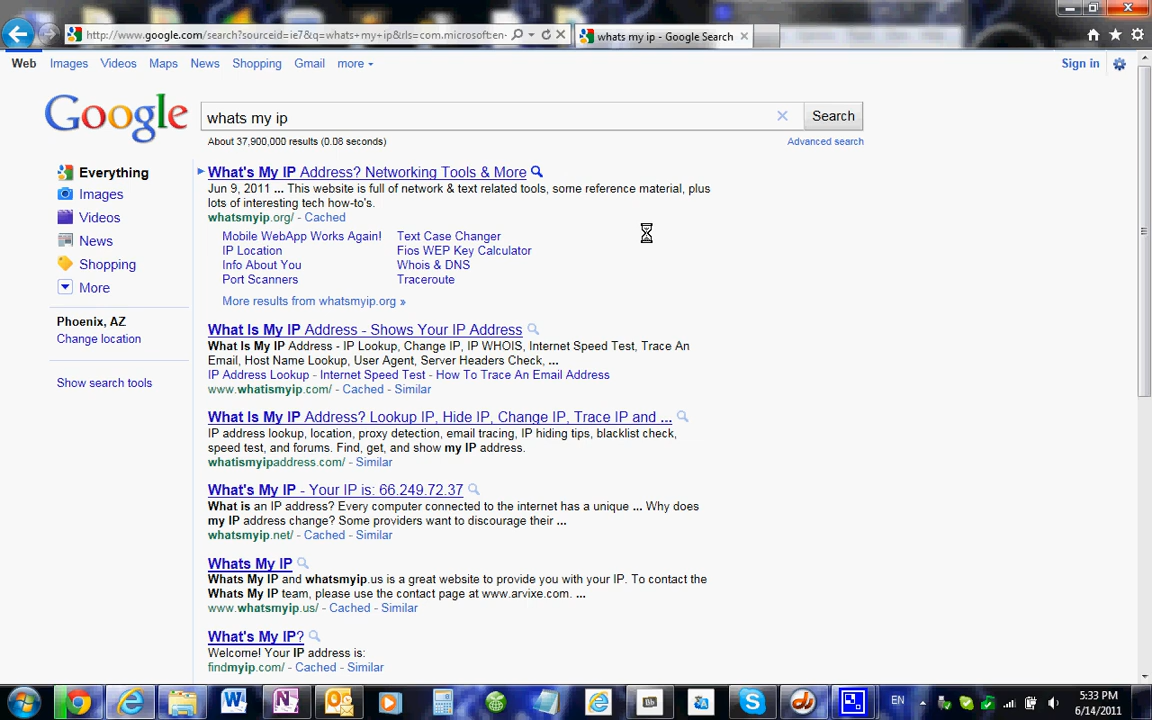 http://www.google.com/search?sourceid=ie7&q=whats+my+ip&rls=com.microsoft:en-
whats my ip - Google Search
Web Images Videos Maps News Shopping Gmail more
Sign in
Google
whats my ip
Search
About 37,900,000 results (0.08 seconds)
Advanced search
Everything
Images
Videos
News
Shopping
More
Phoenix, AZ
Change location
Show search tools
What's My IP Address? Networking Tools & More
Jun 9, 2011 ... This website is full of network & text related tools, some reference material, plus
lots of interesting tech how-to's.
whatsmyip.org/ - Cached
Mobile WebApp Works Again! Text Case Changer
IP Location Fios WEP Key Calculator
Info About You Whois & DNS
Port Scanners Traceroute
More results from whatsmyip.org »
What Is My IP Address - Shows Your IP Address
What Is My IP Address - IP Lookup, Change IP, IP WHOIS, Internet Speed Test, Trace An
Email, Host Name Lookup, User Agent, Server Headers Check, ...
IP Address Lookup - Internet Speed Test - How To Trace An Email Address
www.whatismyip.com/ - Cached - Similar
What Is My IP Address? Lookup IP, Hide IP, Change IP, Trace IP and ...
IP address lookup, location, proxy detection, email tracing, IP hiding tips, blacklist check,
speed test, and forums. Find, get, and show my IP address.
whatismyipaddress.com/ - Similar
What's My IP - Your IP is: 66.249.72.37
What is an IP address? Every computer connected to the internet has a unique ... Why does
my IP address change? Some providers want to discourage their ...
whatsmyip.net/ - Cached - Similar
Whats My IP
Whats My IP and whatsmyip.us is a great website to provide you with your IP. To contact the
Whats My IP team, please use the contact page at www.arvixe.com. ...
www.whatsmyip.us/ - Cached - Similar
What's My IP?
Welcome! Your IP address is:
findmyip.com/ - Cached - Similar
EN
5:33 PM
6/14/2011